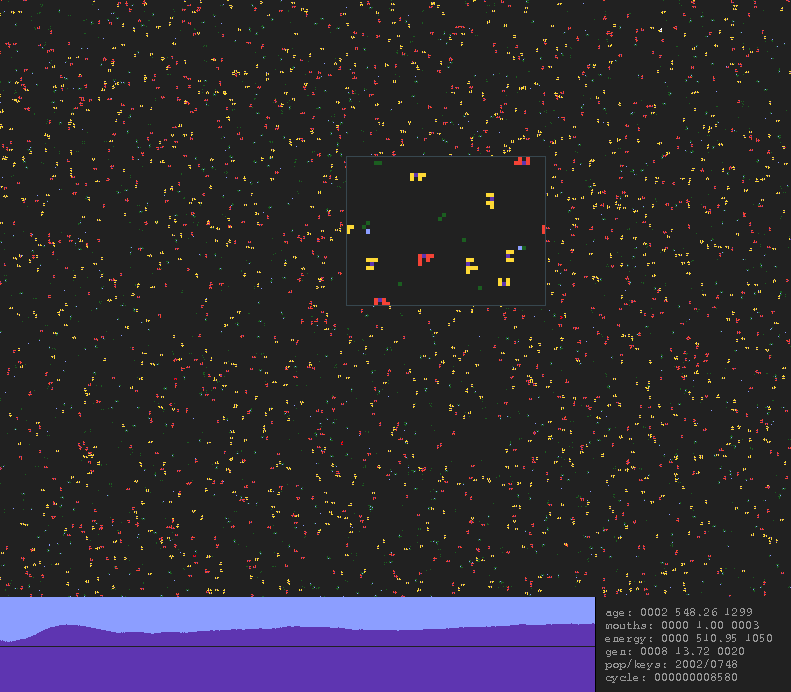 age: 0002 548.26 1299
mouths: 0000 1.00 0003
energy: 0000 510.95 1050
gen: 0008 13.72 0020
pop/keys: 2002/0748
cycle: 000000008580